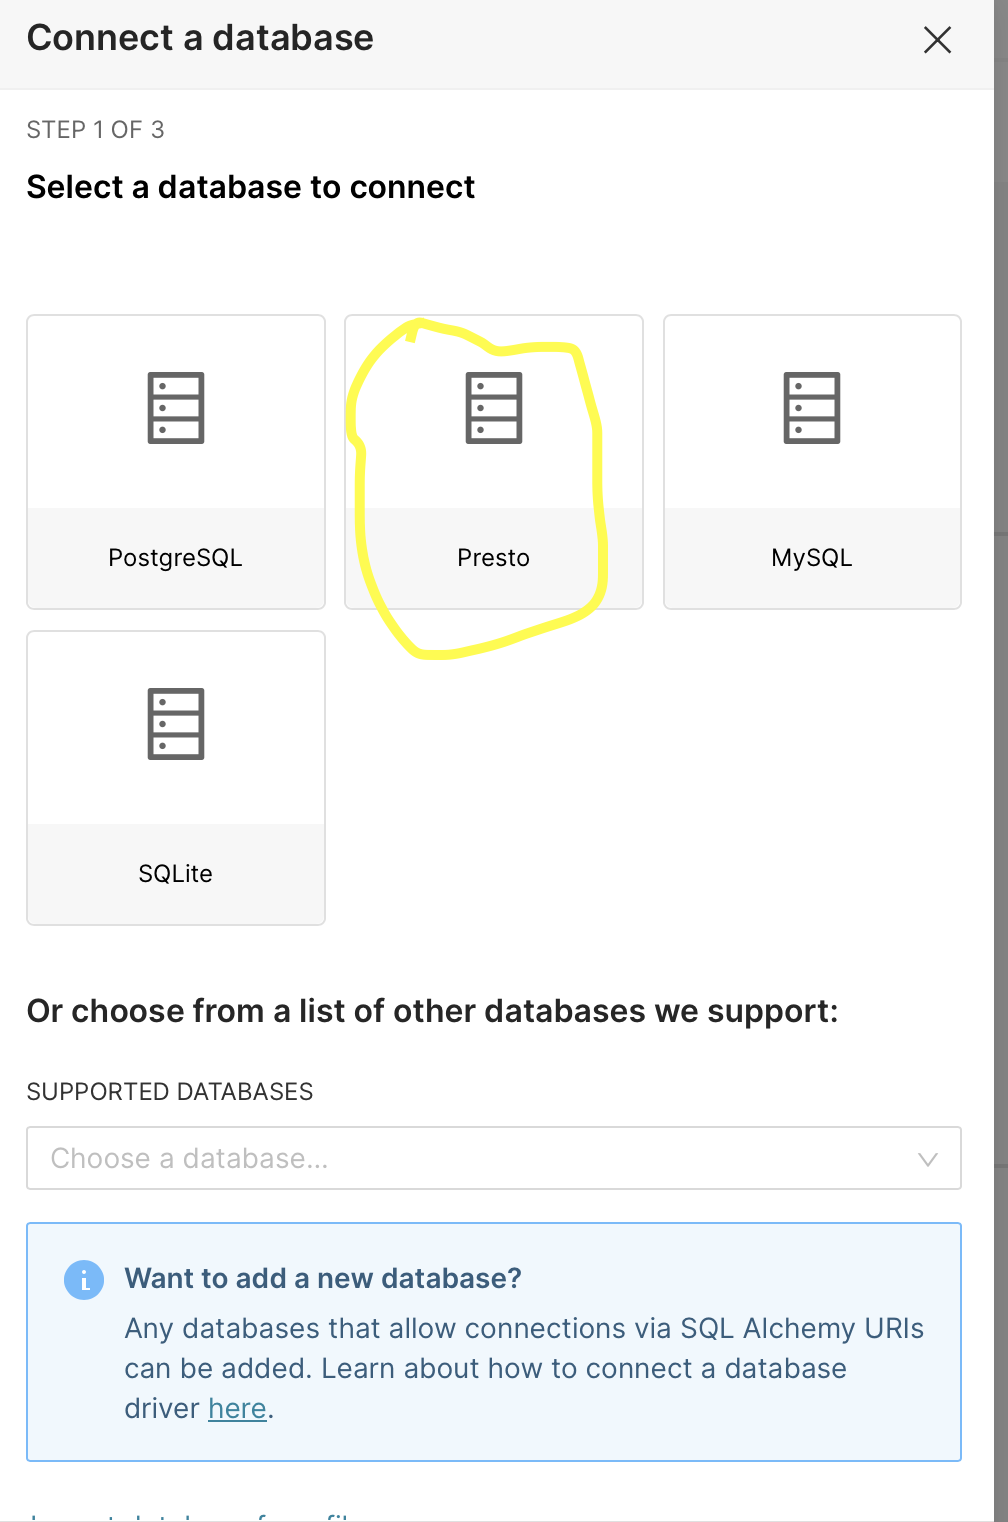 Connect a database
STEP 1 OF 3
Select a database to connect
PostgreSQL
Presto
MySQL
SQLite
Or choose from a list of other databases we support:
SUPPORTED DATABASES
Choose a database...
Want to add a new database?
Any databases that allow connections via SQL Alchemy URIs
can be added. Learn about how to connect a database
driver here.